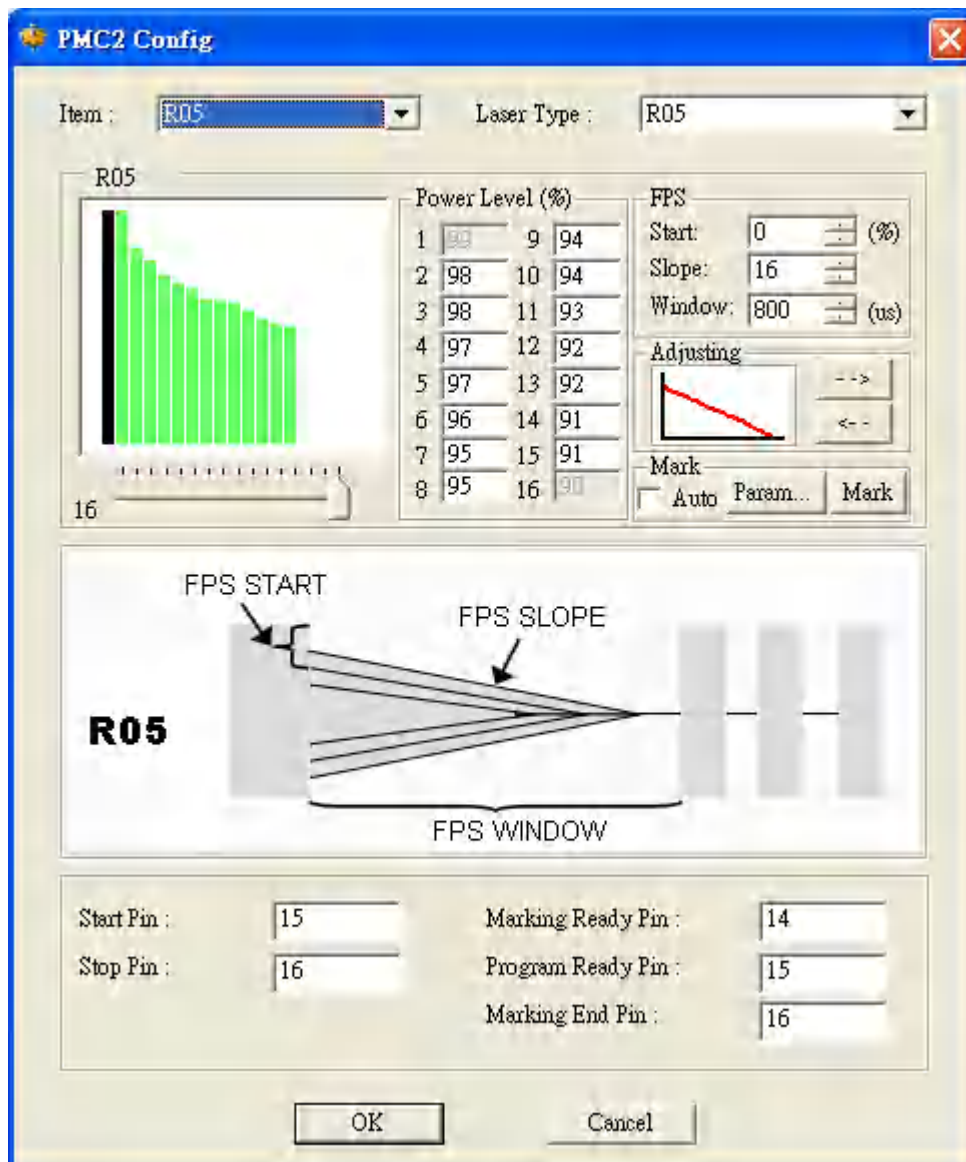 PMC2 Config
Item : R05 Laser Type : R05
R05
16
Power Level (%)
1 99 9 94
2 98 10 94
3 98 11 93
4 97 12 92
5 97 13 92
6 96 14 91
7 95 15 91
8 95 16 90
FPS
Start: 0 (%)
Slope: 16
Window: 800 (us)
Adjusting
-->
<--
Mark
Auto Param... Mark
FPS START
FPS SLOPE
R05
FPS WINDOW
Start Pin : 15 Marking Ready Pin : 14
Stop Pin : 16 Program Ready Pin : 15
Marking End Pin : 16
OK Cancel